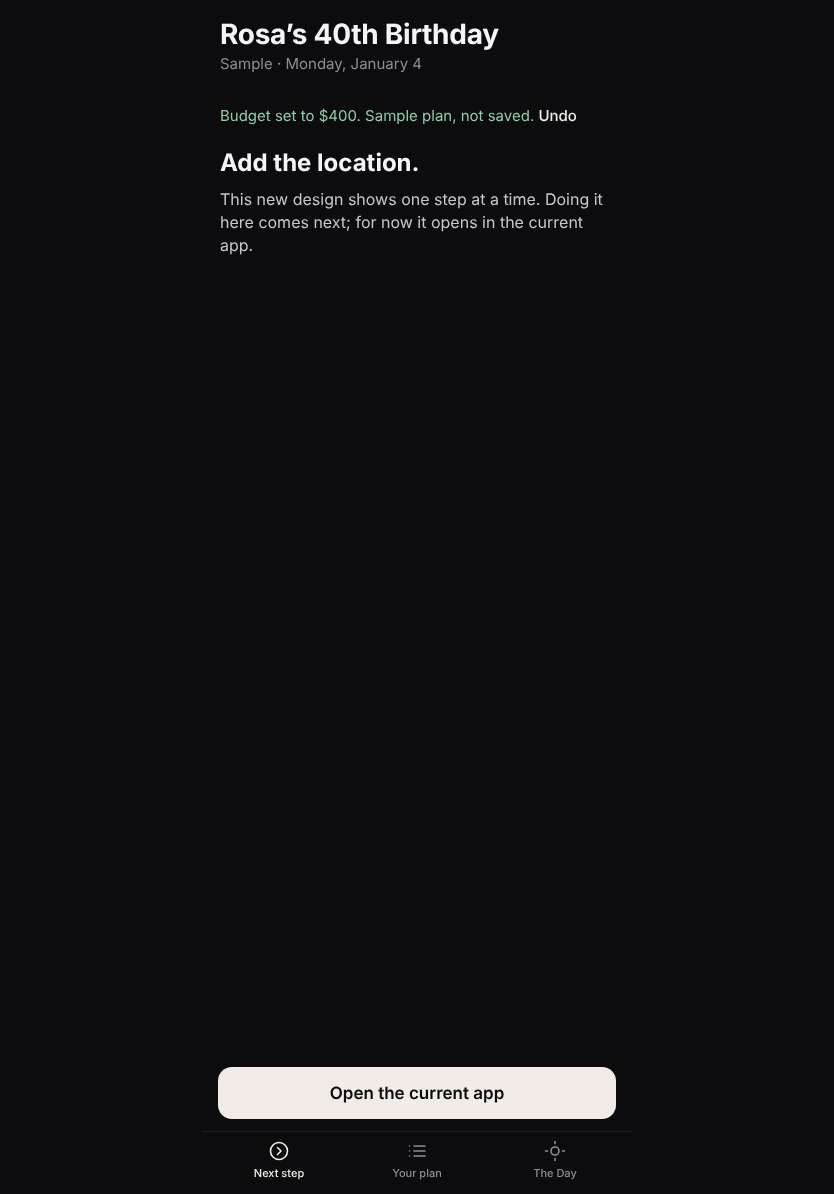 Rosa’s 40th Birthday
Sample · Monday, January 4
Budget set to $400. Sample plan, not saved. Undo
Add the location.
This new design shows one step at a time. Doing it
here comes next; for now it opens in the current
app.
Open the current app
Next step
Your plan
The Day